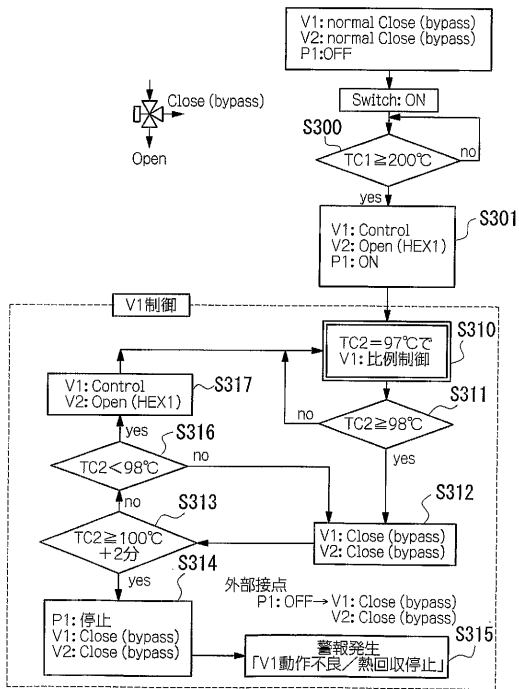 V1: normal Close (bypass)
V2: normal Close (bypass)
P1:OFF
Switch: ON
Close (bypass)
Open
S300
TC1≧200℃
no
yes
S301
V1: Control
V2: Open (HEX1)
P1: ON
V1制御
S310
TC2=97℃で
V1: 比例制御
S317
V1: Control
V2: Open (HEX1)
S311
TC2≧98℃
no
yes
S316
TC2<98℃
yes
no
S312
V1: Close (bypass)
V2: Close (bypass)
S313
TC2≧100℃
+2分
no
yes
S314
P1: 停止
V1: Close (bypass)
V2: Close (bypass)
外部接点
P1: OFF→V1: Close (bypass)
V2: Close (bypass)
S315
警報発生
「V1動作不良/熱回収停止」